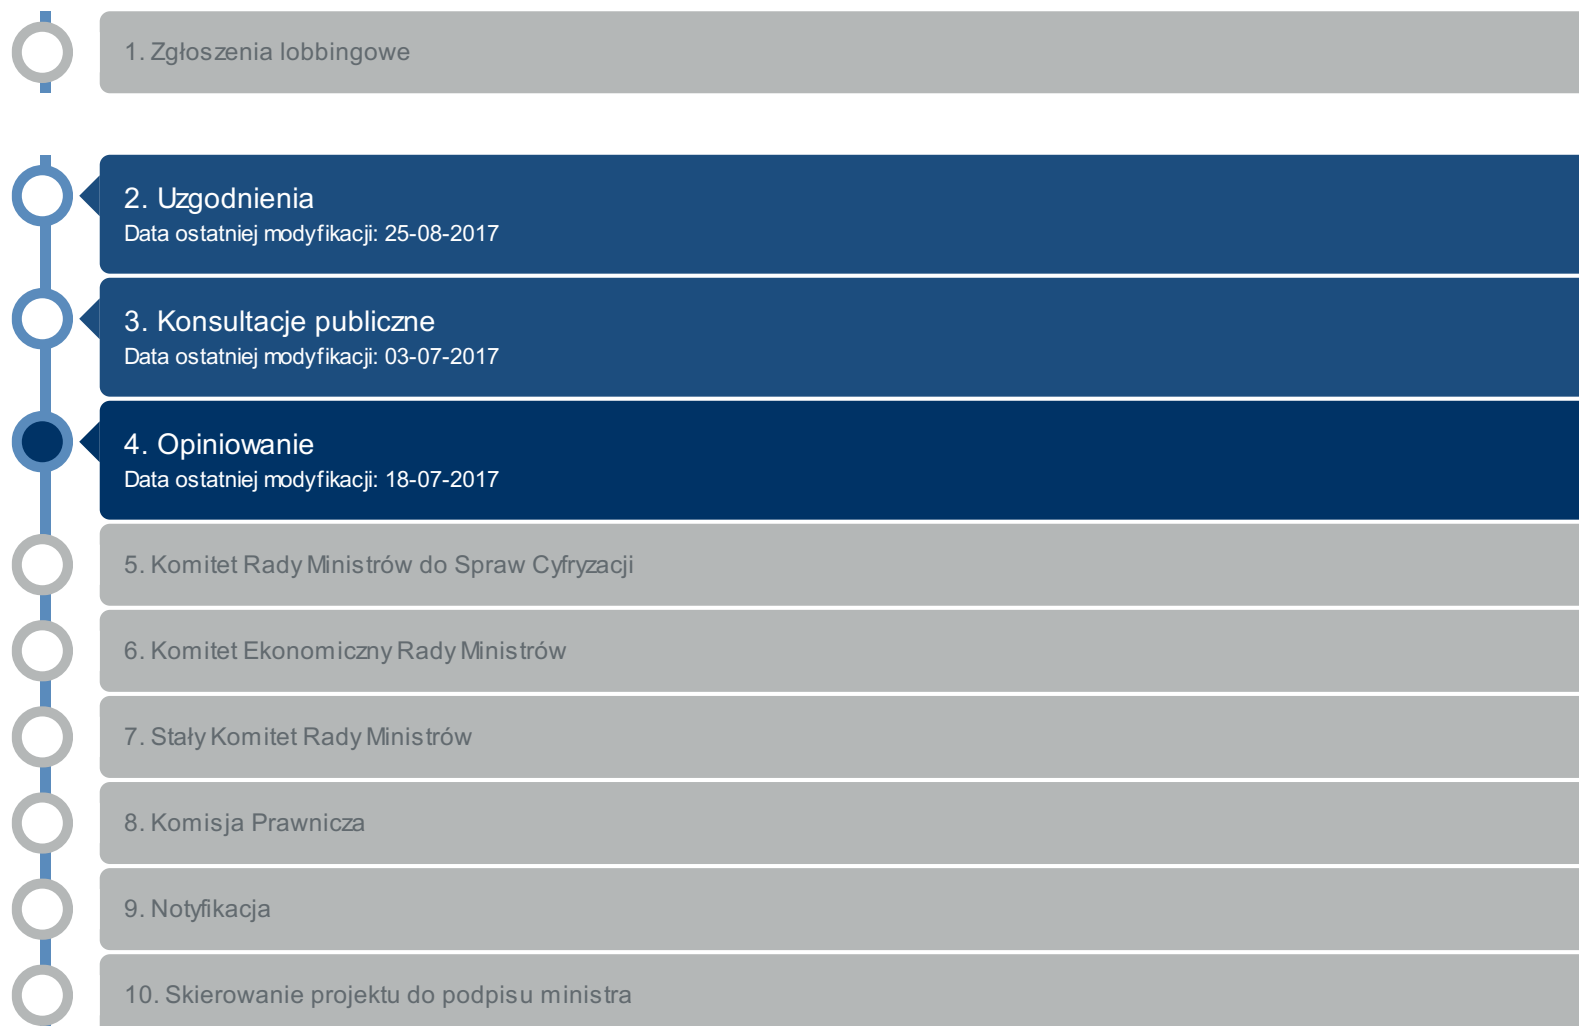 1. Zgłoszenia lobbingowe
2. Uzgodnienia
Data ostatniej modyfikacji: 25-08-2017
3. Konsultacje publiczne
Data ostatniej modyfikacji: 03-07-2017
4. Opiniowanie
Data ostatniej modyfikacji: 18-07-2017
5. Komitet Rady Ministrów do Spraw Cyfryzacji
6. Komitet Ekonomiczny Rady Ministrów
7. Stały Komitet Rady Ministrów
8. Komisja Prawnicza
9. Notyfikacja
10. Skierowanie projektu do podpisu ministra